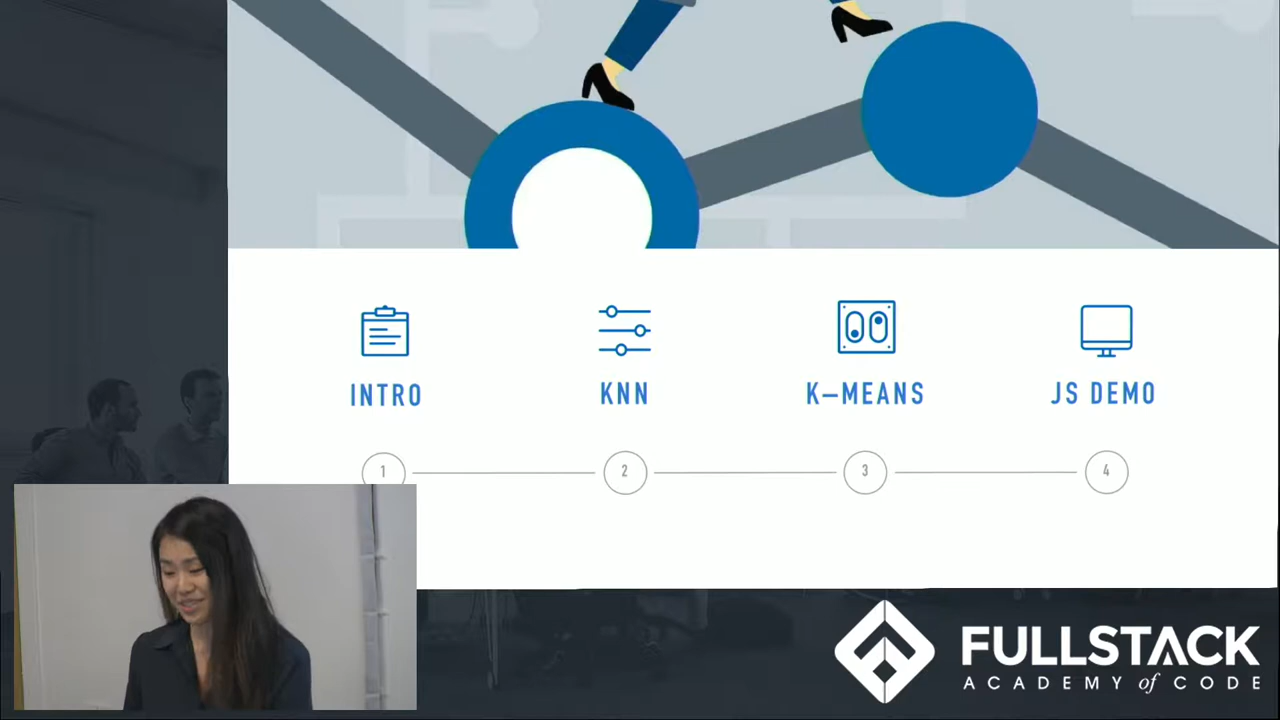 INTRO
KNN
K–MEANS
JS DEMO
1
2
3
4
FULLSTACK
ACADEMY of CODE